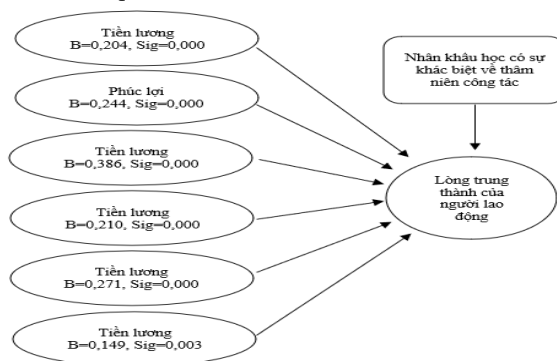 Tiền lương
B=0,204, Sig=0,000
Phúc lợi
B=0,244, Sig=0,000
Tiền lương
B=0,386, Sig=0,000
Tiền lương
B=0,210, Sig=0,000
Tiền lương
B=0,271, Sig=0,000
Tiền lương
B=0,149, Sig=0,003
Nhân khâu học có sự
khác biệt về thâm
niên công tác
Lòng trung
thành của
người lao
động